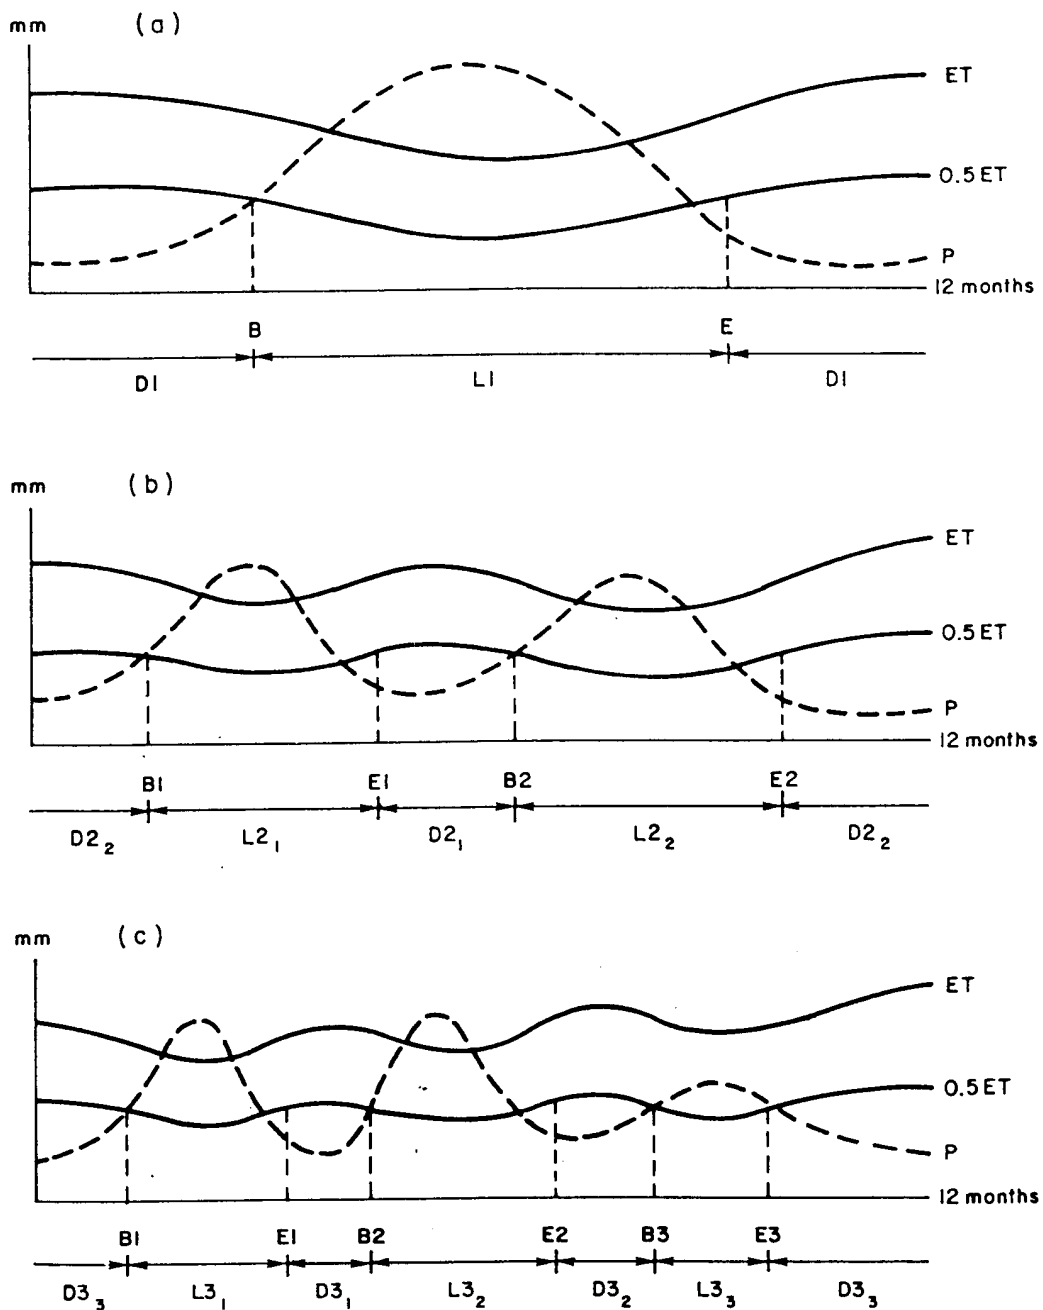 mm (a)
ET
0.5 ET
P
12 months
B E
D1 L1 D1
mm (b)
ET
0.5 ET
P
12 months
B1 E1 B2 E2
D2₂ L2₁ D2₁ L2₂ D2₂
mm (c)
ET
0.5 ET
P
12 months
B1 E1 B2 E2 B3 E3
D3₃ L3₁ D3₁ L3₂ D3₂ L3₃ D3₃